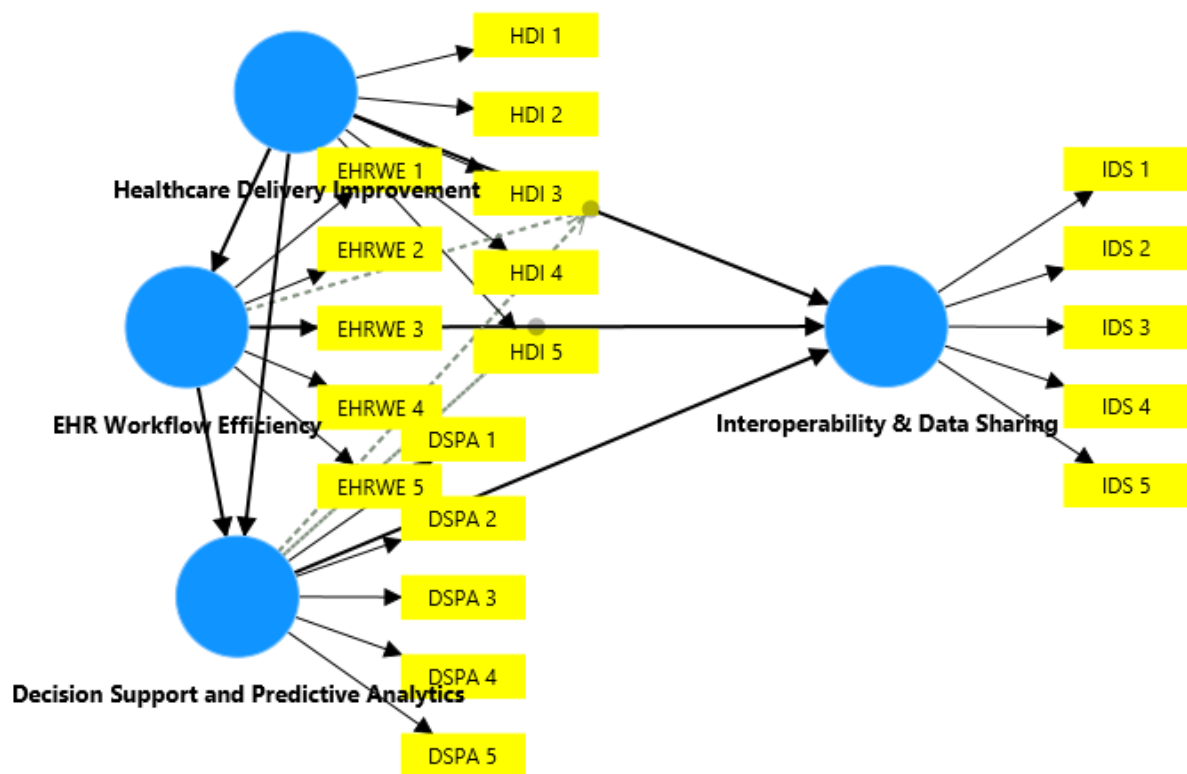 HDI 1
HDI 2
EHRWE 1
Healthcare Delivery Improvement
HDI 3
EHRWE 2
HDI 4
EHRWE 3
HDI 5
EHRWE 4
EHR Workflow Efficiency
DSPA 1
EHRWE 5
DSPA 2
DSPA 3
DSPA 4
Decision Support and Predictive Analytics
DSPA 5
IDS 1
IDS 2
IDS 3
IDS 4
Interoperability & Data Sharing
IDS 5